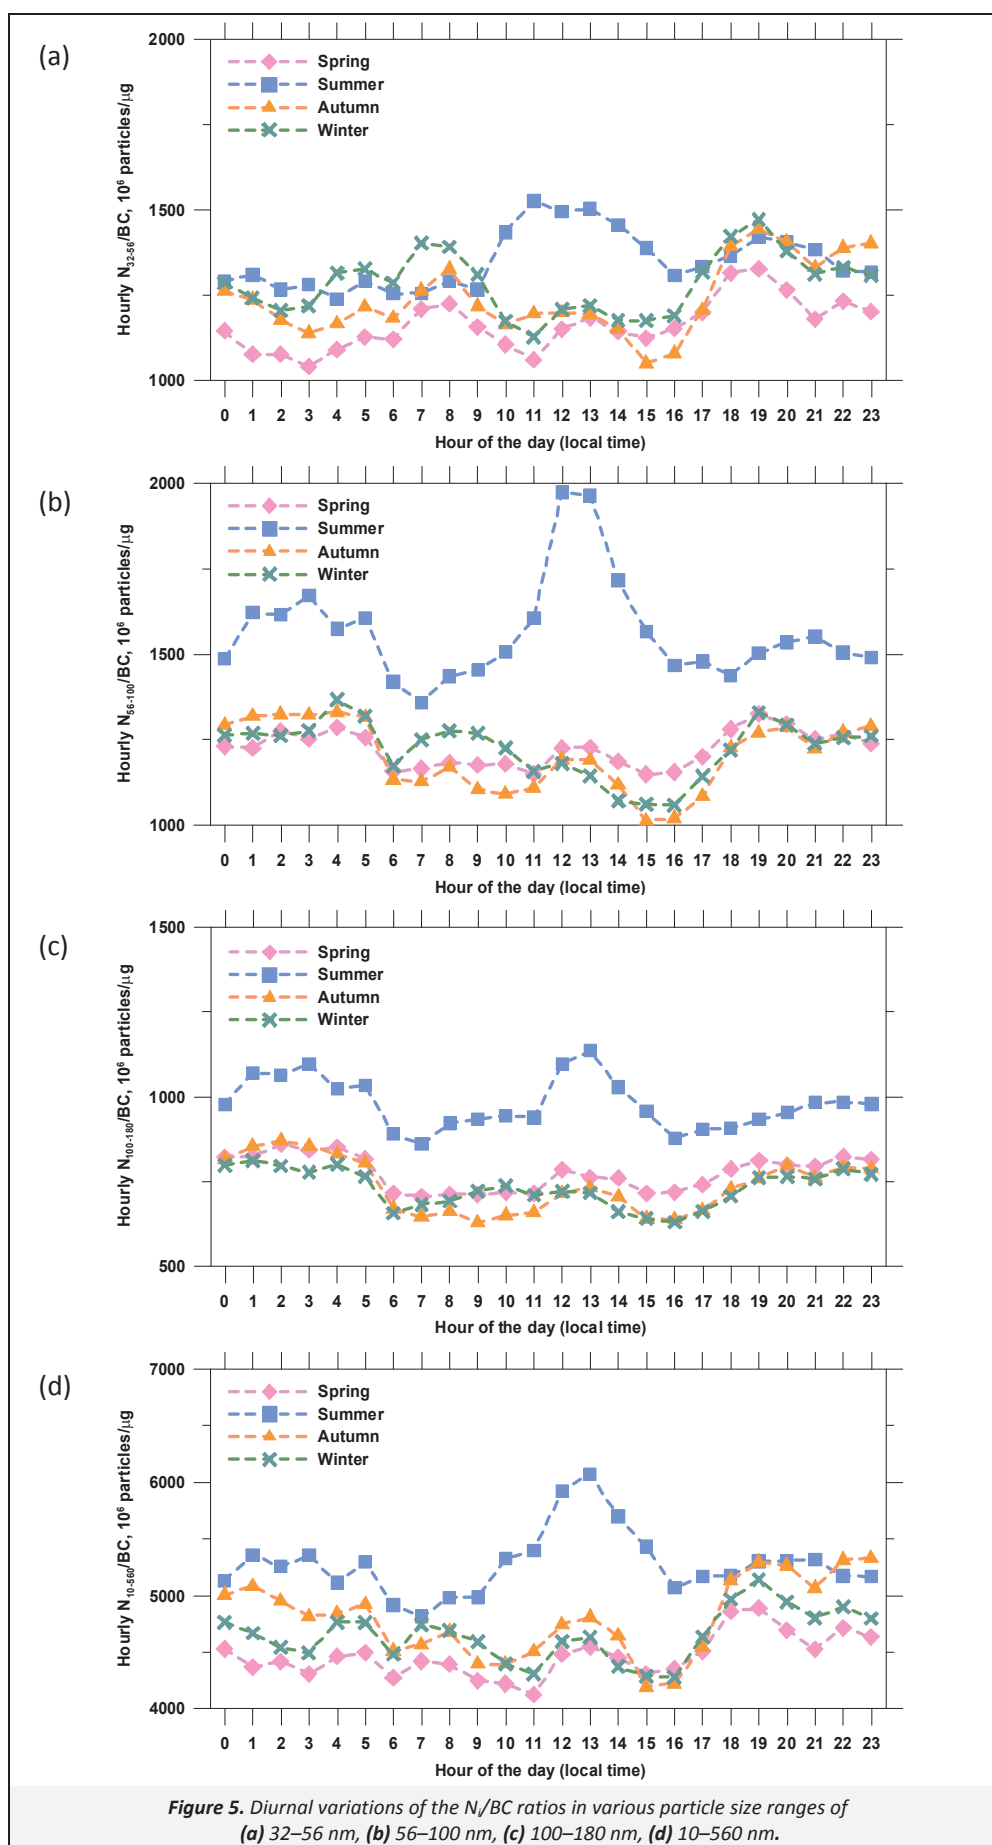 (a)
2000
1500
1000
Hourly N32-56/BC, 10⁶ particles/µg
Spring
Summer
Autumn
Winter
0 1 2 3 4 5 6 7 8 9 10 11 12 13 14 15 16 17 18 19 20 21 22 23
Hour of the day (local time)
(b)
2000
1500
1000
Hourly N56-100/BC, 10⁶ particles/µg
Spring
Summer
Autumn
Winter
0 1 2 3 4 5 6 7 8 9 10 11 12 13 14 15 16 17 18 19 20 21 22 23
Hour of the day (local time)
(c)
1500
1000
500
Hourly N100-180/BC, 10⁶ particles/µg
Spring
Summer
Autumn
Winter
0 1 2 3 4 5 6 7 8 9 10 11 12 13 14 15 16 17 18 19 20 21 22 23
Hour of the day (local time)
(d)
7000
6000
5000
4000
Hourly N10-560/BC, 10⁶ particles/µg
Spring
Summer
Autumn
Winter
0 1 2 3 4 5 6 7 8 9 10 11 12 13 14 15 16 17 18 19 20 21 22 23
Hour of the day (local time)
Figure 5. Diurnal variations of the Ni/BC ratios in various particle size ranges of
(a) 32–56 nm, (b) 56–100 nm, (c) 100–180 nm, (d) 10–560 nm.